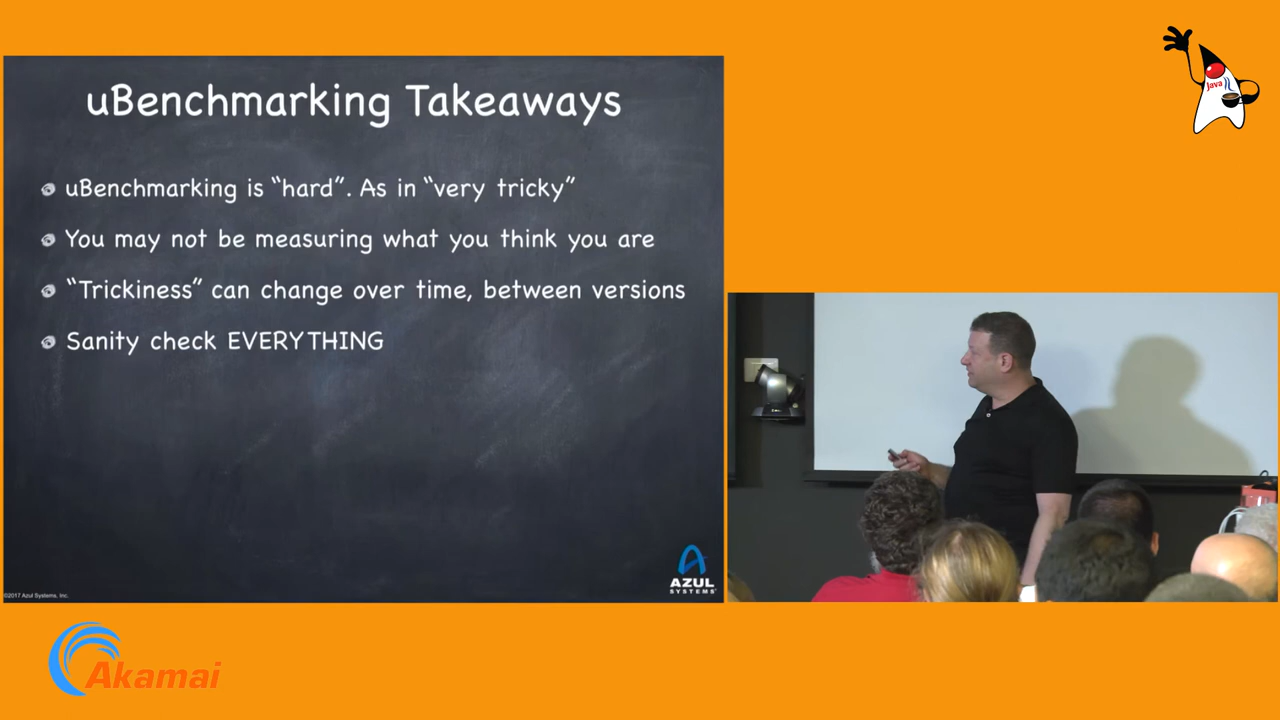 uBenchmarking Takeaways
uBenchmarking is “hard”. As in “very tricky”
You may not be measuring what you think you are
“Trickiness” can change over time, between versions
Sanity check EVERYTHING
AZUL
SYSTEMS®
©2017 Azul Systems, Inc.
Java
Akamai